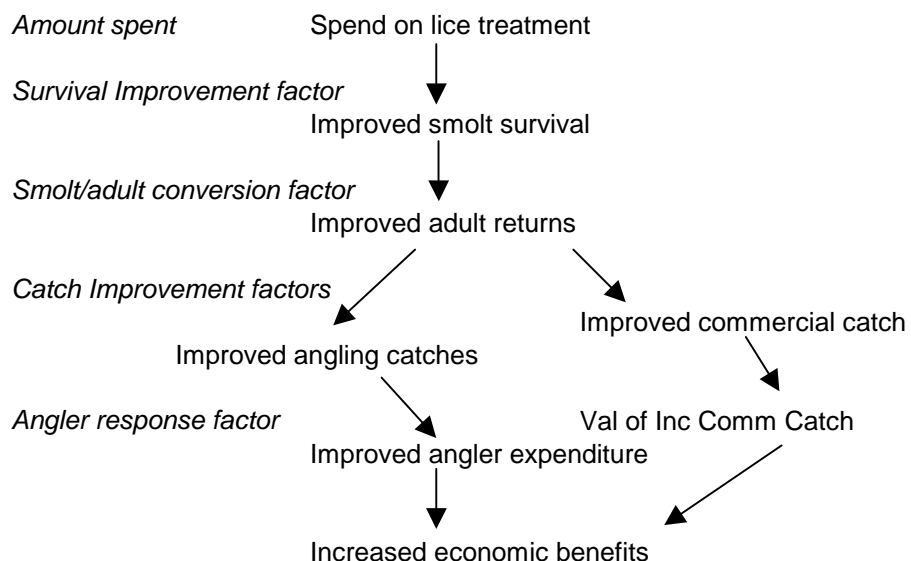 Amount spent Spend on lice treatment
Survival Improvement factor
Improved smolt survival
Smolt/adult conversion factor
Improved adult returns
Catch Improvement factors
Improved commercial catch
Improved angling catches
Angler response factor Val of Inc Comm Catch
Improved angler expenditure
Increased economic benefits